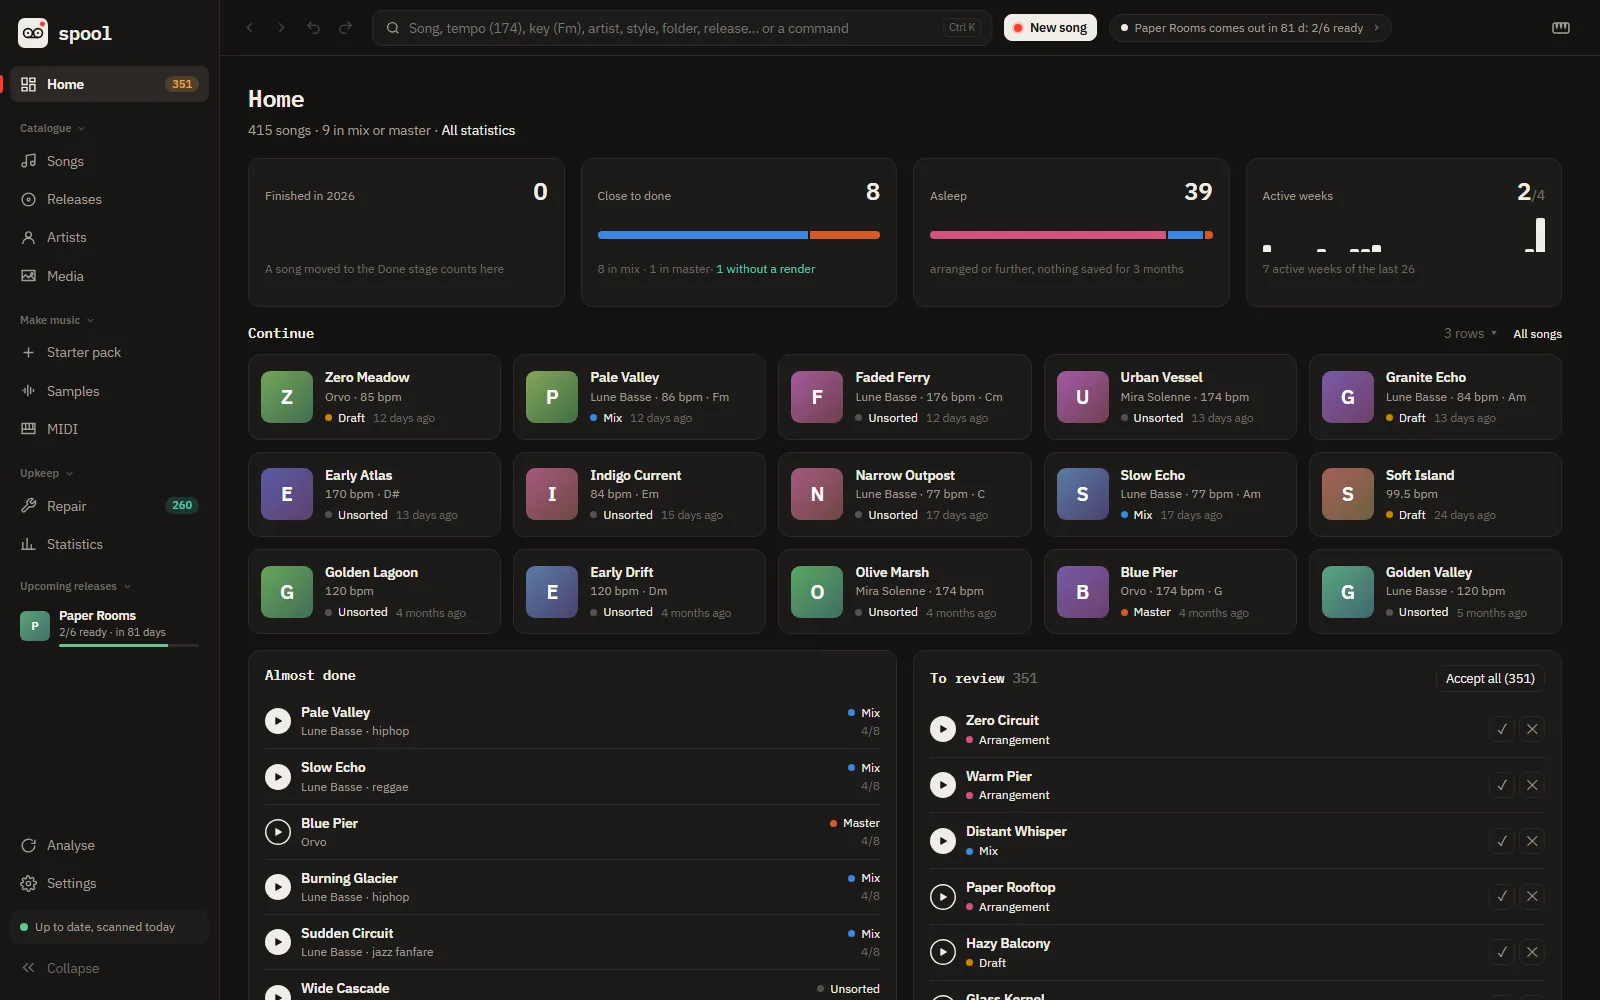 spool
Song, tempo (174), key (Fm), artist, style, folder, release... or a command
Ctrl K
New song
Paper Rooms comes out in 81 d: 2/6 ready
Home
351
Catalogue
Songs
Releases
Artists
Media
Make music
Starter pack
Samples
MIDI
Upkeep
Repair
260
Statistics
Upcoming releases
P
Paper Rooms
2/6 ready · in 81 days
Analyse
Settings
Up to date, scanned today
Collapse
Home
415 songs · 9 in mix or master · All statistics
Finished in 2026
0
A song moved to the Done stage counts here
Close to done
8
8 in mix · 1 in master· 1 without a render
Asleep
39
arranged or further, nothing saved for 3 months
Active weeks
2/4
7 active weeks of the last 26
Continue
3 rows
All songs
Z
Zero Meadow
Orvo · 85 bpm
Draft 12 days ago
P
Pale Valley
Lune Basse · 86 bpm · Fm
Mix 12 days ago
F
Faded Ferry
Lune Basse · 176 bpm · Cm
Unsorted 12 days ago
U
Urban Vessel
Mira Solenne · 174 bpm
Unsorted 13 days ago
G
Granite Echo
Lune Basse · 84 bpm · Am
Draft 13 days ago
E
Early Atlas
170 bpm · D#
Unsorted 13 days ago
I
Indigo Current
84 bpm · Em
Unsorted 15 days ago
N
Narrow Outpost
Lune Basse · 77 bpm · C
Unsorted 17 days ago
S
Slow Echo
Lune Basse · 77 bpm · Am
Mix 17 days ago
S
Soft Island
99.5 bpm
Draft 24 days ago
G
Golden Lagoon
120 bpm
Unsorted 4 months ago
E
Early Drift
120 bpm · Dm
Unsorted 4 months ago
O
Olive Marsh
Mira Solenne · 174 bpm
Unsorted 4 months ago
B
Blue Pier
Orvo · 174 bpm · G
Master 4 months ago
G
Golden Valley
Lune Basse · 120 bpm
Unsorted 5 months ago
Almost done
Pale Valley
Mix
Lune Basse · hiphop
4/8
Slow Echo
Mix
Lune Basse · reggae
4/8
Blue Pier
Master
Orvo
4/8
Burning Glacier
Mix
Lune Basse · hiphop
4/8
Sudden Circuit
Mix
Lune Basse · jazz fanfare
4/8
Wide Cascade
Unsorted
To review 351
Accept all (351)
Zero Circuit
Arrangement
Warm Pier
Arrangement
Distant Whisper
Mix
Paper Rooftop
Arrangement
Hazy Balcony
Draft
Glass Kernel